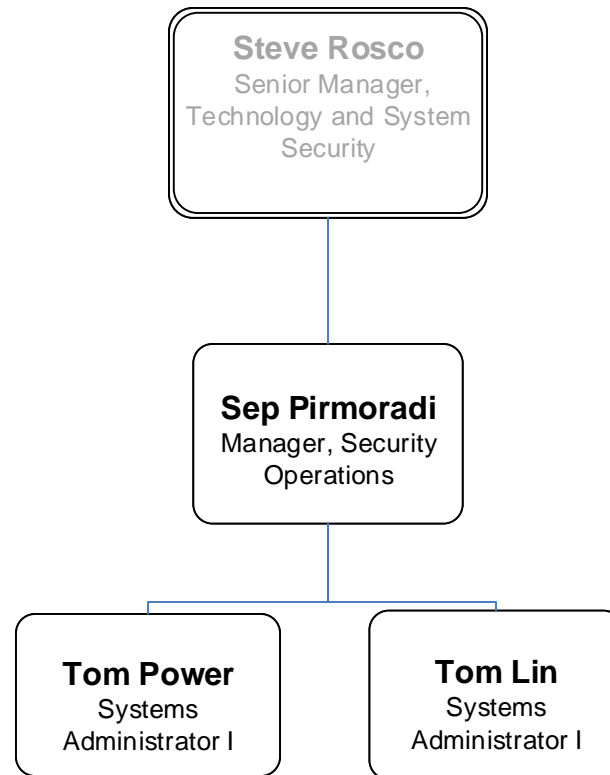 Steve Rosco
Senior Manager,
Technology and System
Security
Sep Pirmoradi
Manager, Security
Operations
Tom Power
Systems
Administrator I
Tom Lin
Systems
Administrator I